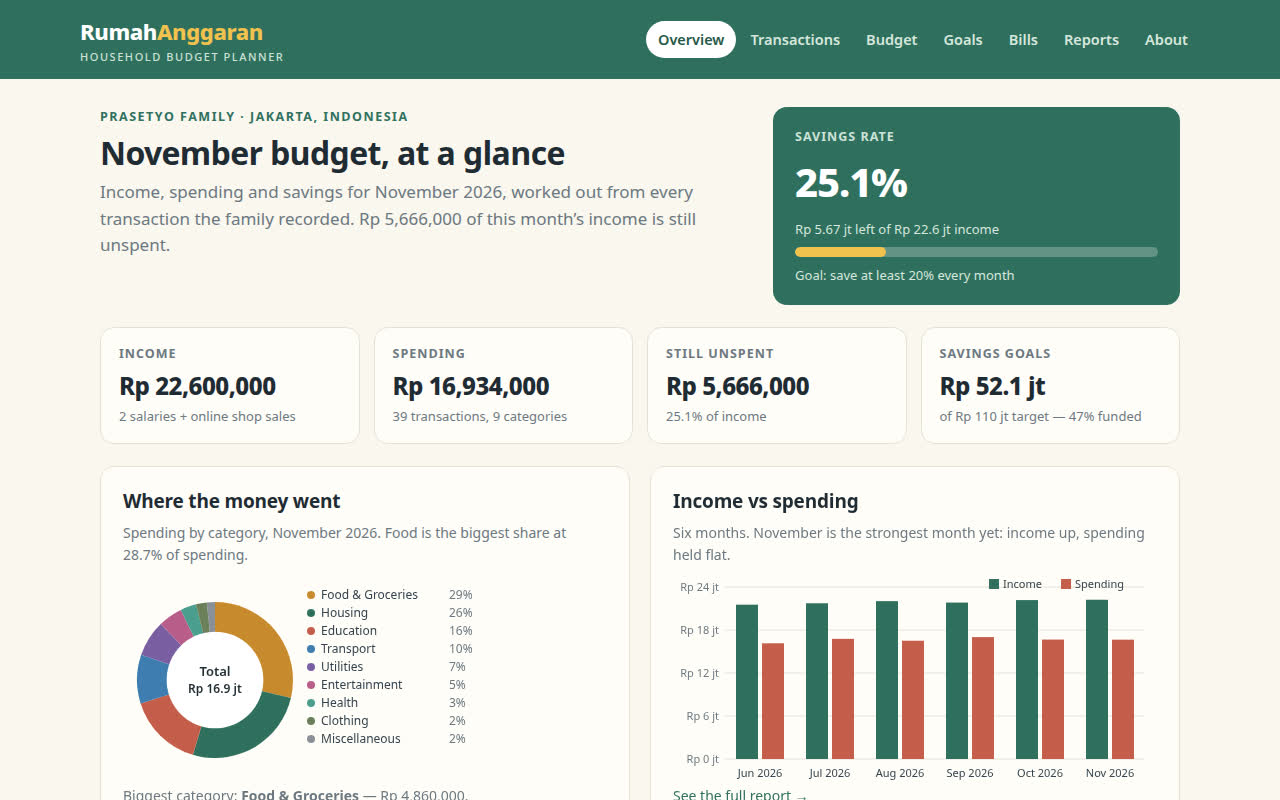 RumahAnggaran
HOUSEHOLD BUDGET PLANNER
Overview
Transactions
Budget
Goals
Bills
Reports
About
PRASETYO FAMILY · JAKARTA, INDONESIA
November budget, at a glance
Income, spending and savings for November 2026, worked out from every
transaction the family recorded. Rp 5,666,000 of this month’s income is still
unspent.
SAVINGS RATE
25.1%
Rp 5.67 jt left of Rp 22.6 jt income
Goal: save at least 20% every month
INCOME
Rp 22,600,000
2 salaries + online shop sales
SPENDING
Rp 16,934,000
39 transactions, 9 categories
STILL UNSPENT
Rp 5,666,000
25.1% of income
SAVINGS GOALS
Rp 52.1 jt
of Rp 110 jt target — 47% funded
Where the money went
Spending by category, November 2026. Food is the biggest share at
28.7% of spending.
Total
Rp 16.9 jt
Food & Groceries 29%
Housing 26%
Education 16%
Transport 10%
Utilities 7%
Entertainment 5%
Health 3%
Clothing 2%
Miscellaneous 2%
Biggest category: Food & Groceries — Rp 4,860,000.
Income vs spending
Six months. November is the strongest month yet: income up, spending
held flat.
Income
Spending
Rp 24 jt
Rp 18 jt
Rp 12 jt
Rp 6 jt
Rp 0 jt
Jun 2026
Jul 2026
Aug 2026
Sep 2026
Oct 2026
Nov 2026
See the full report →